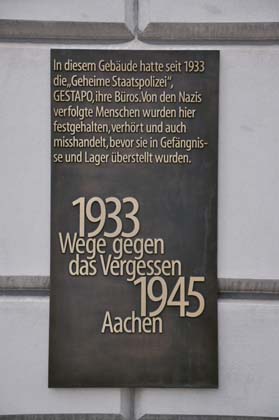 In diesem Gebäude hatte seit 1933
die „Geheime Staatspolizei“,
GESTAPO, ihre Büros. Von den Nazis
verfolgte Menschen wurden hier
festgehalten, verhört und auch
misshandelt, bevor sie in Gefängnis-
se und Lager überstellt wurden.
1933
Wege gegen
das Vergessen
1945
Aachen